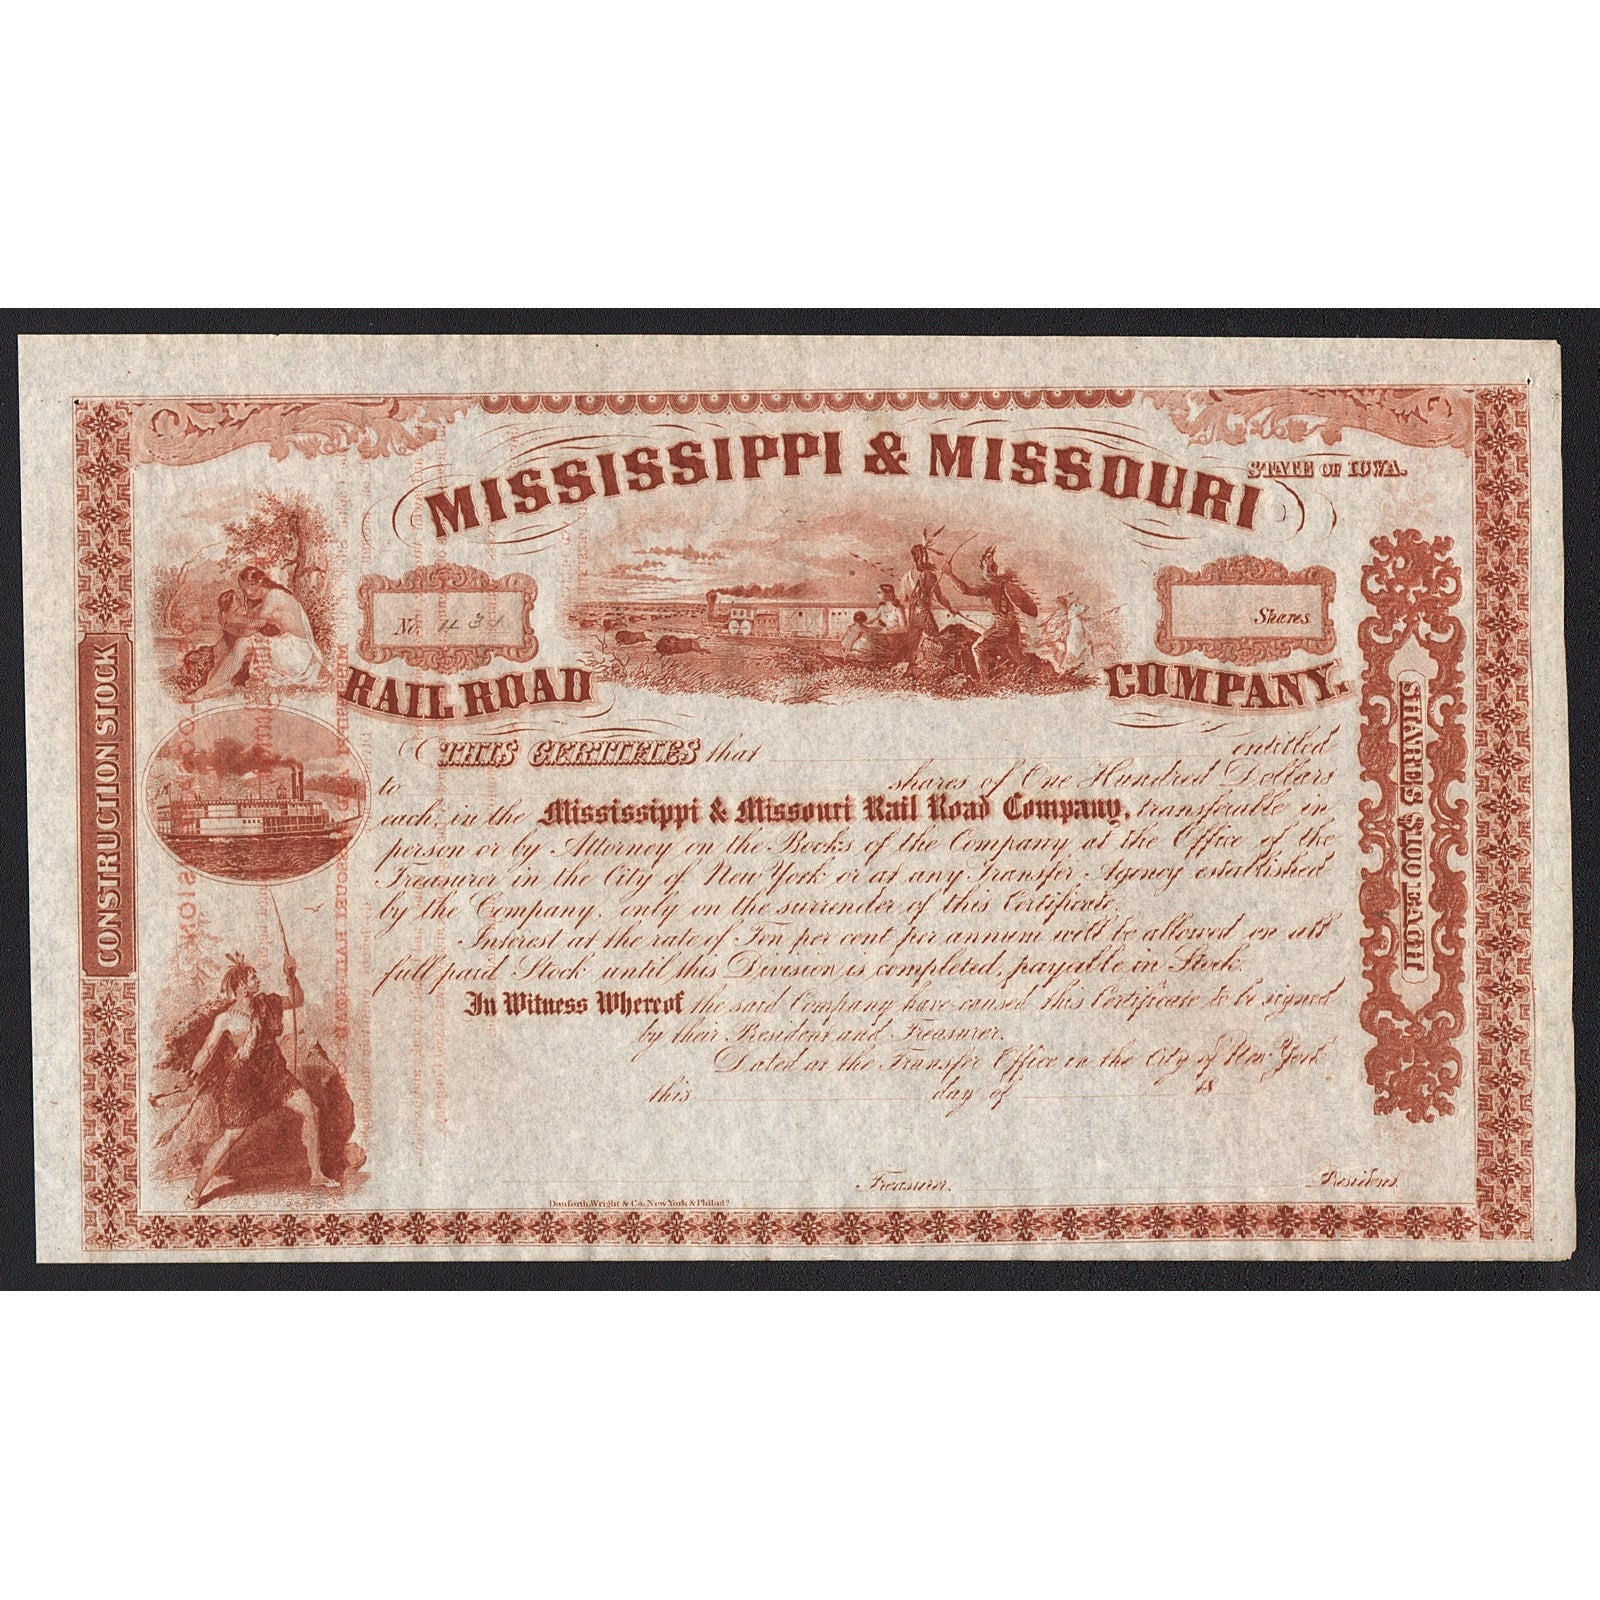 MISSISSIPPI & MISSOURI
STATE OF IOWA.
No. 431
Shares
RAIL ROAD
COMPANY.
THIS CERTIFIES that entitled
to shares of One Hundred Dollars
each, in the Mississippi & Missouri Rail Road Company, transferable in
person or by Attorney on the Books of the Company at the Office of the
Treasurer in the City of New York or at any Transfer Agency established
by the Company, only on the surrender of this Certificate.
Interest at the rate of Ten per cent per annum will be allowed on all
full paid Stock until this Division is completed, payable in Stock.
In Witness Whereof the said Company have caused this Certificate to be signed
by their President and Treasurer.
Dated at the Transfer Office in the City of New York
this day of 18
Treasurer.
President.
Danforth, Wright & Co. New York & Philada.
CONSTRUCTION STOCK
SHARES $100 EACH